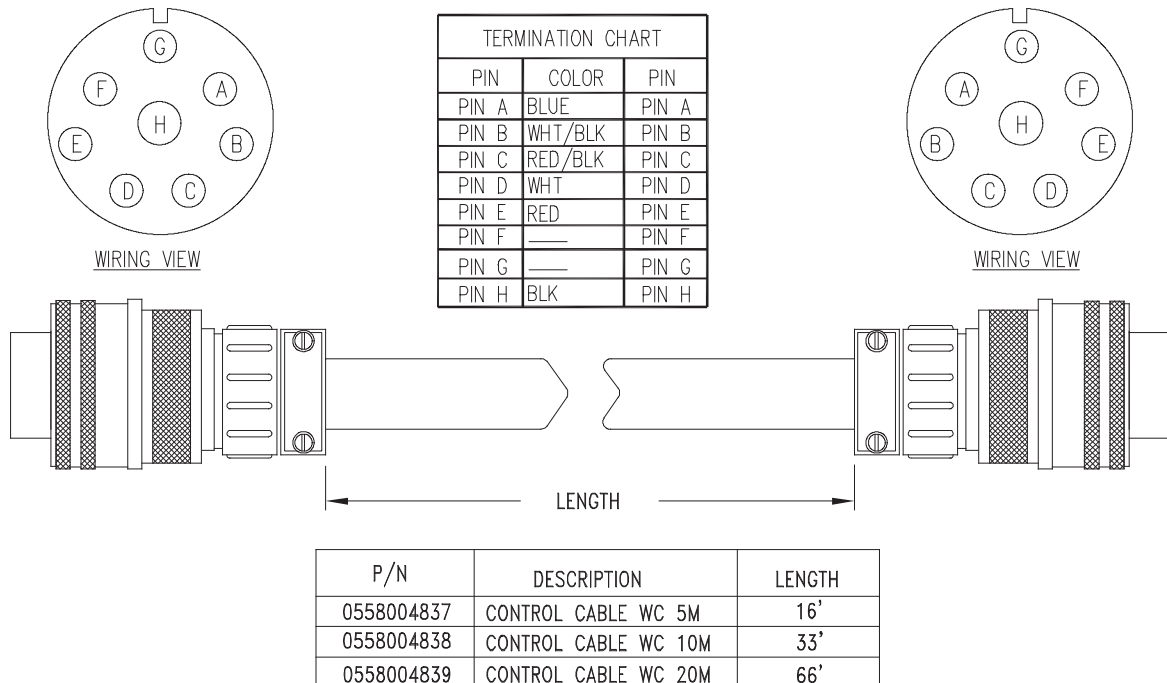 TERMINATION CHART
PIN COLOR PIN
PIN A BLUE PIN A
PIN B WHT/BLK PIN B
PIN C RED/BLK PIN C
PIN D WHT PIN D
PIN E RED PIN E
PIN F —— PIN F
PIN G —— PIN G
PIN H BLK PIN H
G
F A
H
E B
D C
WIRING VIEW
G
A F
H
B E
C D
WIRING VIEW
LENGTH
P/N DESCRIPTION LENGTH
0558004837 CONTROL CABLE WC 5M 16'
0558004838 CONTROL CABLE WC 10M 33'
0558004839 CONTROL CABLE WC 20M 66'